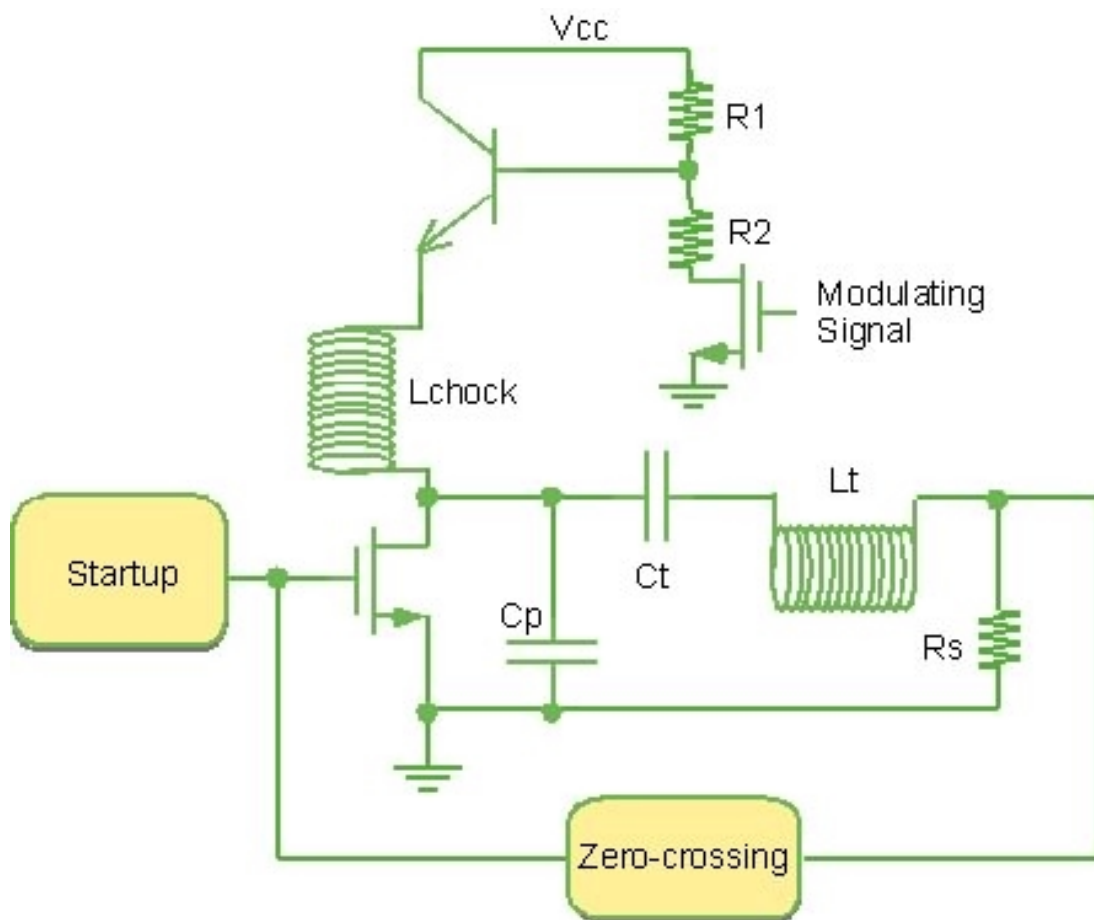 Vcc
R1
R2
Modulating
Signal
Lchock
Lt
Startup
Ct
Cp
Rs
Zero-crossing